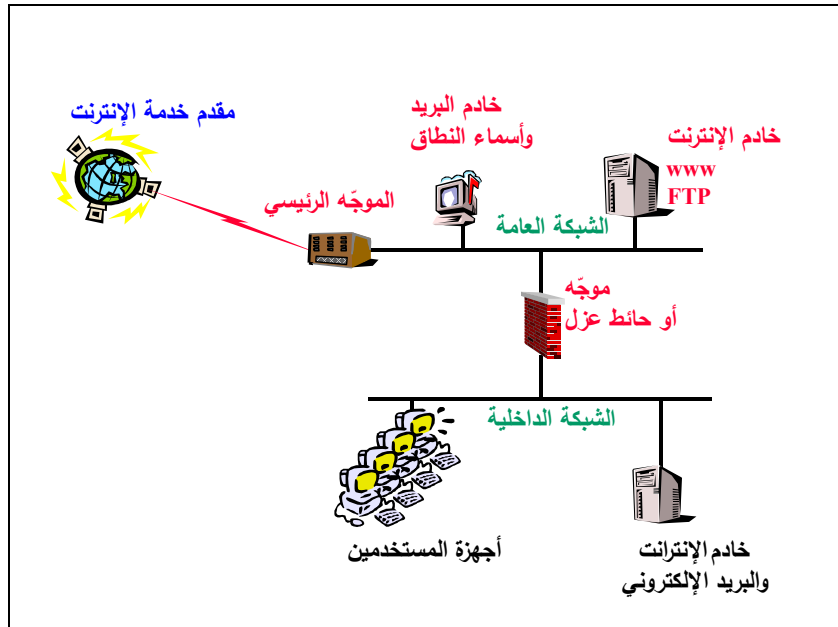 مقدم خدمة الإنترنت
خادم البريد
وأسماء النطاق
خادم الإنترنت
www
FTP
الموجّه الرئيسي
الشبكة العامة
موجّه
أو حائط عزل
الشبكة الداخلية
أجهزة المستخدمين
خادم الإنترانت
والبريد الإلكتروني